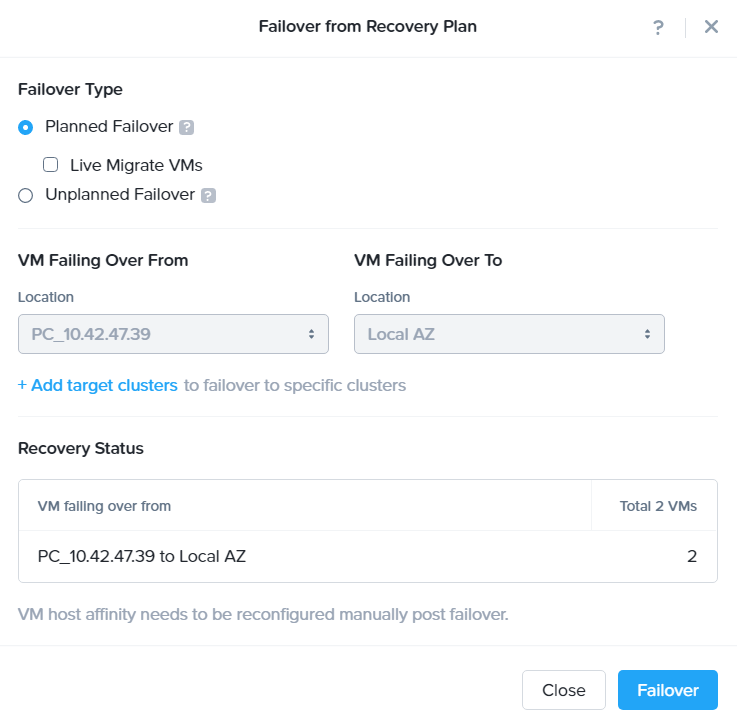 Failover from Recovery Plan
?
Failover Type
Planned Failover ?
Live Migrate VMs
Unplanned Failover ?
VM Failing Over From
VM Failing Over To
Location
Location
PC_10.42.47.39
Local AZ
+ Add target clusters to failover to specific clusters
Recovery Status
VM failing over from
Total 2 VMs
PC_10.42.47.39 to Local AZ
2
VM host affinity needs to be reconfigured manually post failover.
Close
Failover